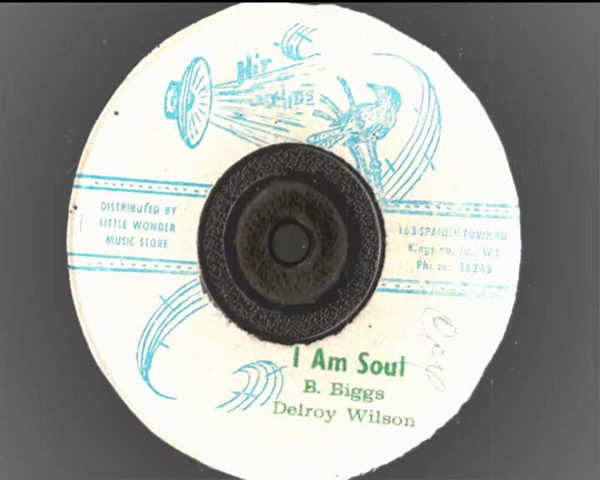 Hit
DISTRIBUTED BY
LITTLE WONDER
MUSIC STORE
163 SPANISH TOWN RD
Kingston, Ja. W.I.
Phone: 36243
I Am Soul
B. Biggs
Delroy Wilson